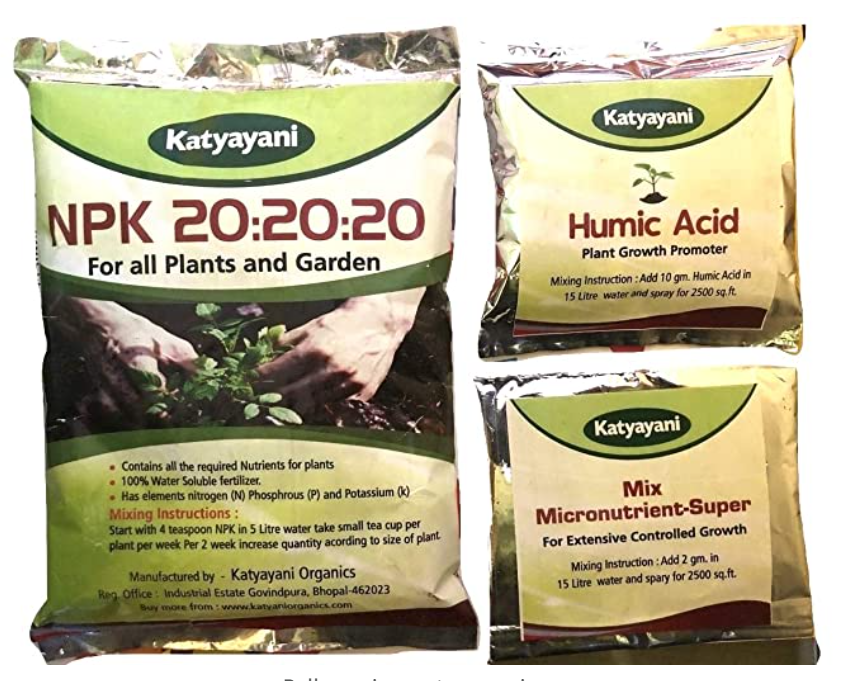 Katyayani
NPK 20:20:20
For all Plants and Garden
• Contains all the required Nutrients for plants
• 100% Water Soluble fertilizer.
• Has elements nitrogen (N) Phosphrous (P) and Potassium (k)
Mixing Instructions :
Start with 4 teaspoon NPK in 5 Litre water take small tea cup per
plant per week Per 2 week increase quantity acording to size of plant.
Manufactured by - Katyayani Organics
Reg. Office : Industrial Estate Govindpura, Bhopal-462023
Buy more from : www.katyaniorganics.com
Katyayani
Humic Acid
Plant Growth Promoter
Mixing Instruction : Add 10 gm. Humic Acid in
15 Litre water and spray for 2500 sq.ft.
Katyayani
Mix
Micronutrient-Super
For Extensive Controlled Growth
Mixing Instruction : Add 2 gm. in
15 Litre water and spary for 2500 sq.ft.